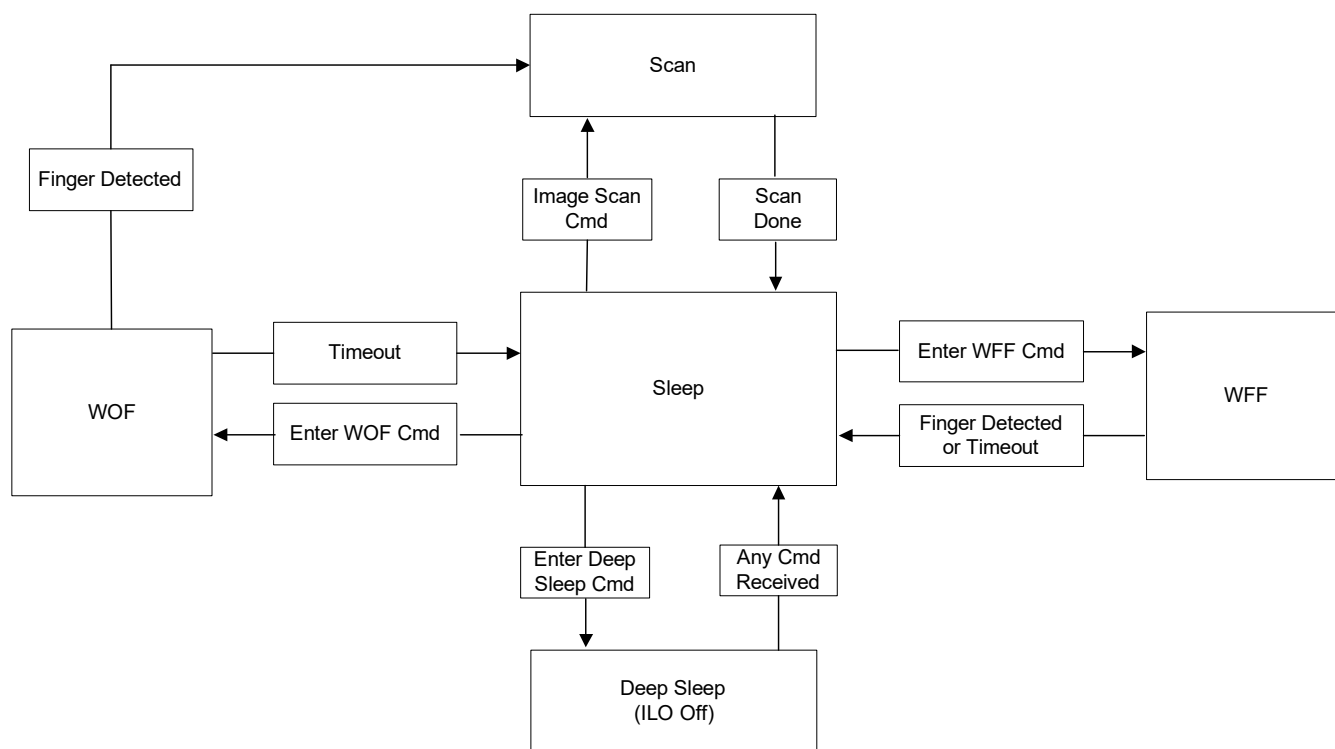 Scan
Finger Detected
Image Scan
Cmd
Scan
Done
Timeout
Enter WFF Cmd
WOF
Sleep
WFF
Enter WOF Cmd
Finger Detected
or Timeout
Enter Deep
Sleep Cmd
Any Cmd
Received
Deep Sleep
(ILO Off)